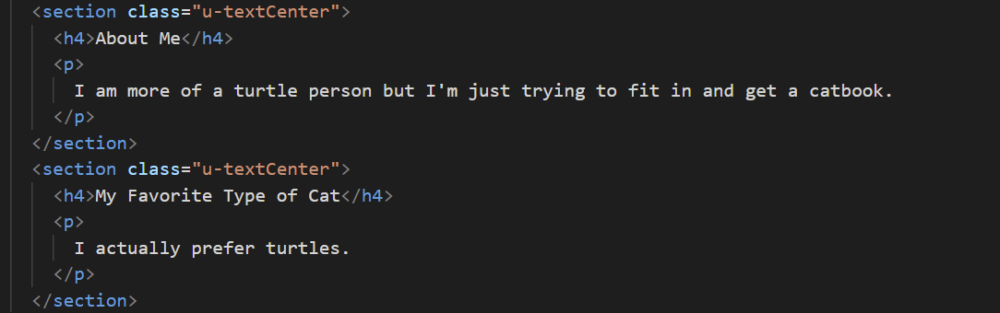 <section class="u-textCenter">
<h4>About Me</h4>
<p>
I am more of a turtle person but I'm just trying to fit in and get a catbook.
</p>
</section>
<section class="u-textCenter">
<h4>My Favorite Type of Cat</h4>
<p>
I actually prefer turtles.
</p>
</section>